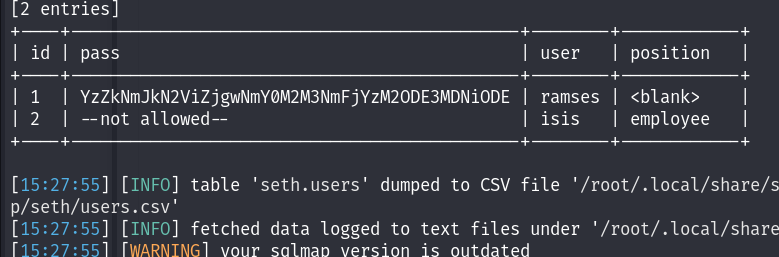 [2 entries]
+----+---------------------------------------------+--------+------------+
| id | pass | user | position |
+----+---------------------------------------------+--------+------------+
| 1 | YzZkNmJkN2ViZjgwNmY0M2M3NmFjYzM2ODE3MDNiODE | ramses | <blank> |
| 2 | --not allowed-- | isis | employee |
+----+---------------------------------------------+--------+------------+
[15:27:55] [INFO] table 'seth.users' dumped to CSV file '/root/.local/share/s
p/seth/users.csv'
[15:27:55] [INFO] fetched data logged to text files under '/root/.local/share
[15:27:55] [WARNING] your sqlmap version is outdated